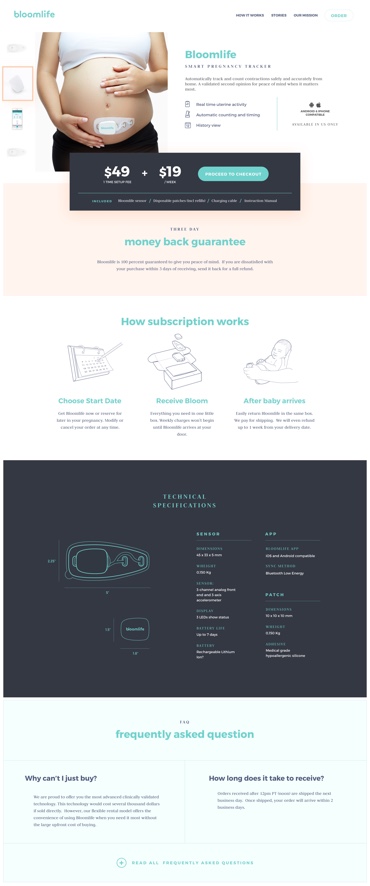 bloomlife
HOW IT WORKS STORIES OUR MISSION ORDER
Bloomlife
SMART PREGNANCY TRACKER
Automatically track and count contractions safely and accurately from
home. A validated second opinion for peace of mind when it matters
most.
Real time uterine activity
Automatic counting and timing
History view
ANDROID & IPHONE
COMPATIBLE
AVAILABLE IN US ONLY
$49 + $19
1 TIME SETUP FEE / WEEK
PROCEED TO CHECKOUT
INCLUDED Bloomlife sensor / Disposable patches (incl. refills) / Charging cable / Instruction Manual
THREE DAY
money back guarantee
Bloomlife is 100 percent guaranteed to give you peace of mind. If you are dissatisfied with
your purchase within 3 days of receiving, send it back for a full refund.
How subscription works
Choose Start Date
Get Bloomlife now or reserve for
later in your pregnancy. Modify or
cancel your order at any time.
Receive Bloom
Everything you need in one little
box. Weekly charges won't begin
until Bloomlife arrives at your
door.
After baby arrives
Easily return Bloomlife in the same box.
We pay for shipping. We will even refund
up to 1 week from your delivery date.
TECHNICAL
SPECIFICATIONS
bloomlife
SENSOR
DIMENSIONS
WEIGHT
0.150 Kg
SENSOR
3-channel analog front
end and 3-axis
accelerometer
DISPLAY
3 LEDs show status
BATTERY LIFE
Up to 7 days
BATTERY
Rechargeable Lithium
APP
BLOOMLIFE APP
iOS and Android compatible
SYNC METHOD
Bluetooth Low Energy
PATCH
DIMENSIONS
10 x 10 x 10 mm
WEIGHT
0.150 Kg
ADHESIVE
Medical grade
hypoallergenic silicone
FAQ
frequently asked question
Why can't I just buy?
We are proud to offer you the most advanced clinically validated
technology. This technology would cost several thousand dollars
if sold directly. However, our flexible rental model offers the
convenience of using Bloomlife when you need it most without
the large upfront cost of buying.
How long does it take to receive?
Orders received after 12pm PT (noon) are shipped the next
business day. Once shipped, your order will arrive within 2
business days.
READ ALL FREQUENTLY ASKED QUESTIONS